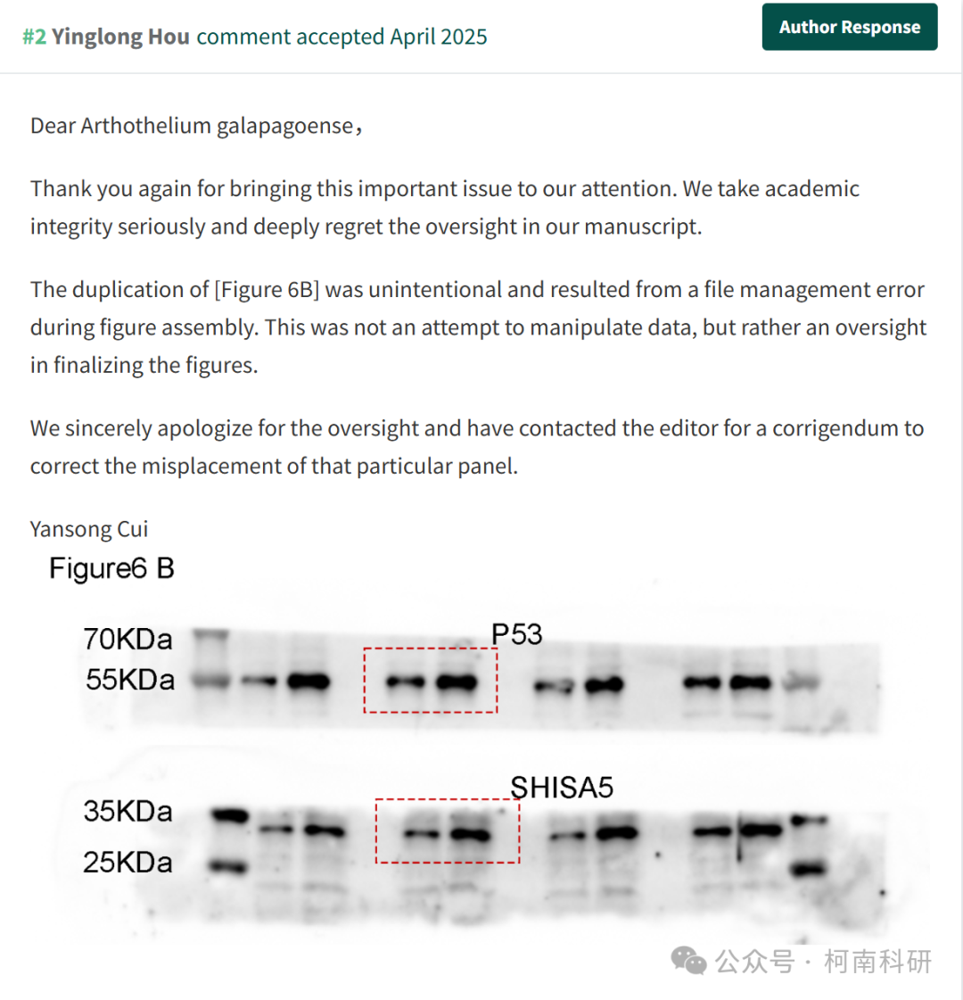 #2 Yinglong Hou comment accepted April 2025
Author Response
Dear Arthothelium galapagoense，
Thank you again for bringing this important issue to our attention. We take academic
integrity seriously and deeply regret the oversight in our manuscript.
The duplication of [Figure 6B] was unintentional and resulted from a file management error
during figure assembly. This was not an attempt to manipulate data, but rather an oversight
in finalizing the figures.
We sincerely apologize for the oversight and have contacted the editor for a corrigendum to
correct the misplacement of that particular panel.
Yansong Cui
Figure6 B
P53
70KDa
55KDa
SHISA5
35KDa
25KDa
公众号 · 柯南科研